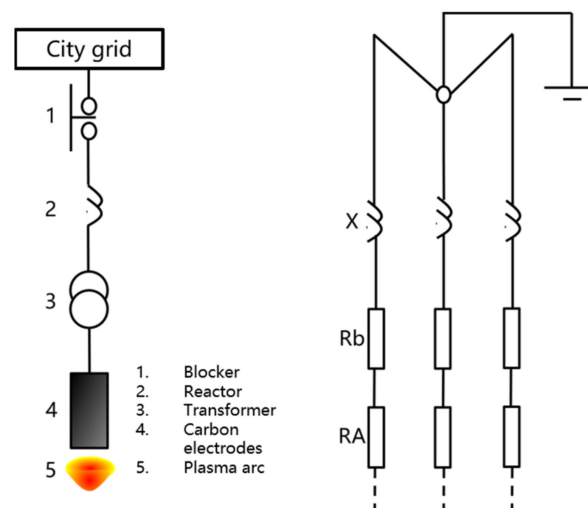 City grid
1
2
3
4
5
1. Blocker
2. Reactor
3. Transformer
4. Carbon
electrodes
5. Plasma arc
X
Rb
RA